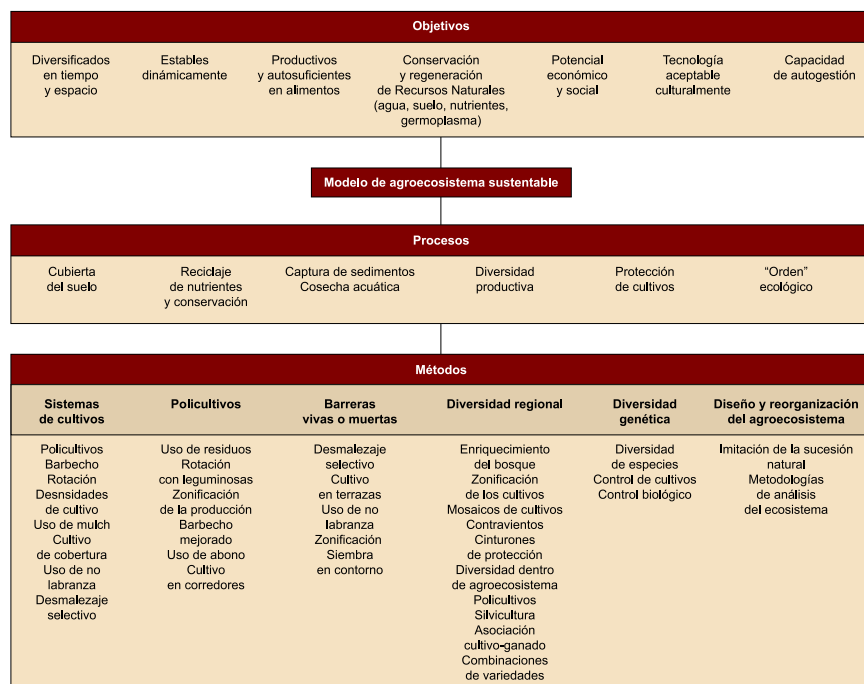 Objetivos
Diversificados
en tiempo
y espacio
Estables
dinámicamente
Productivos
y autosuficientes
en alimentos
Conservación
y regeneración
de Recursos Naturales
(agua, suelo, nutrientes,
germoplasma)
Potencial
económico
y social
Tecnología
aceptable
culturalmente
Capacidad
de autogestión
Modelo de agroecosistema sustentable
Procesos
Cubierta
del suelo
Reciclaje
de nutrientes
y conservación
Captura de sedimentos
Cosecha acuática
Diversidad
productiva
Protección
de cultivos
“Orden”
ecológico
Métodos
Sistemas
de cultivos
Policultivos
Barbecho
Rotación
Desnsidades
de cultivo
Uso de mulch
Cultivo
de cobertura
Uso de no
labranza
Desmalezaje
selectivo
Policultivos
Uso de residuos
Rotación
con leguminosas
Zonificación
de la producción
Barbecho
mejorado
Uso de abono
Cultivo
en corredores
Barreras
vivas o muertas
Desmalezaje
selectivo
Cultivo
en terrazas
Uso de no
labranza
Zonificación
Siembra
en contorno
Diversidad regional
Enriquecimiento
del bosque
Zonificación
de los cultivos
Mosaicos de cultivos
Contravientos
Cinturones
de protección
Diversidad dentro
de agroecosistema
Policultivos
Silvicultura
Asociación
cultivo-ganado
Combinaciones
de variedades
Diversidad
genética
Diversidad
de especies
Control de cultivos
Control biológico
Diseño y reorganización
del agroecosistema
Imitación de la sucesión
natural
Metodologías
de análisis
del ecosistema